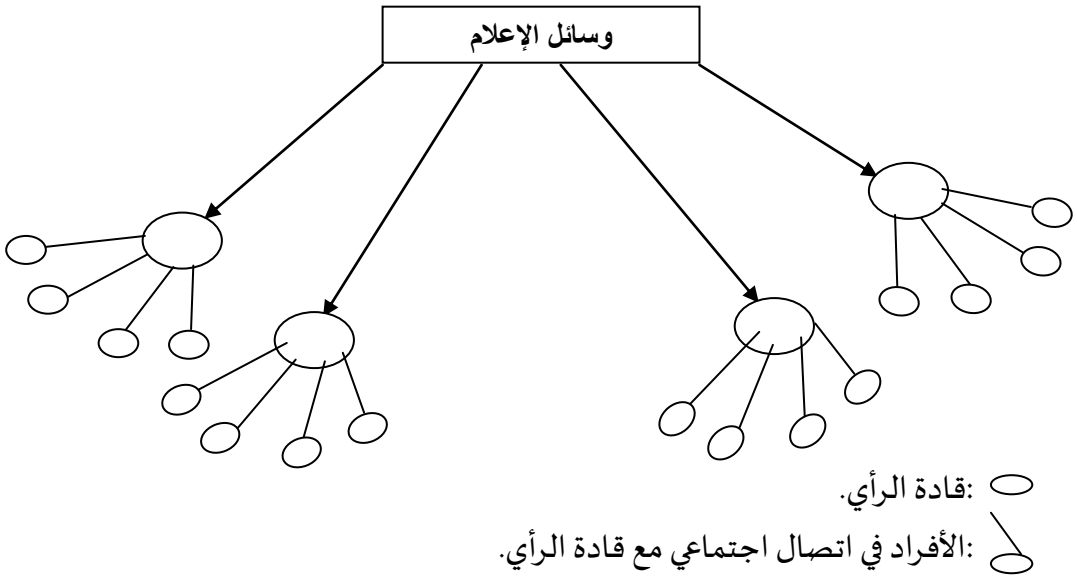 وسائل الإعلام
:قادة الرأي.
:الأفراد في اتصال اجتماعي مع قادة الرأي.